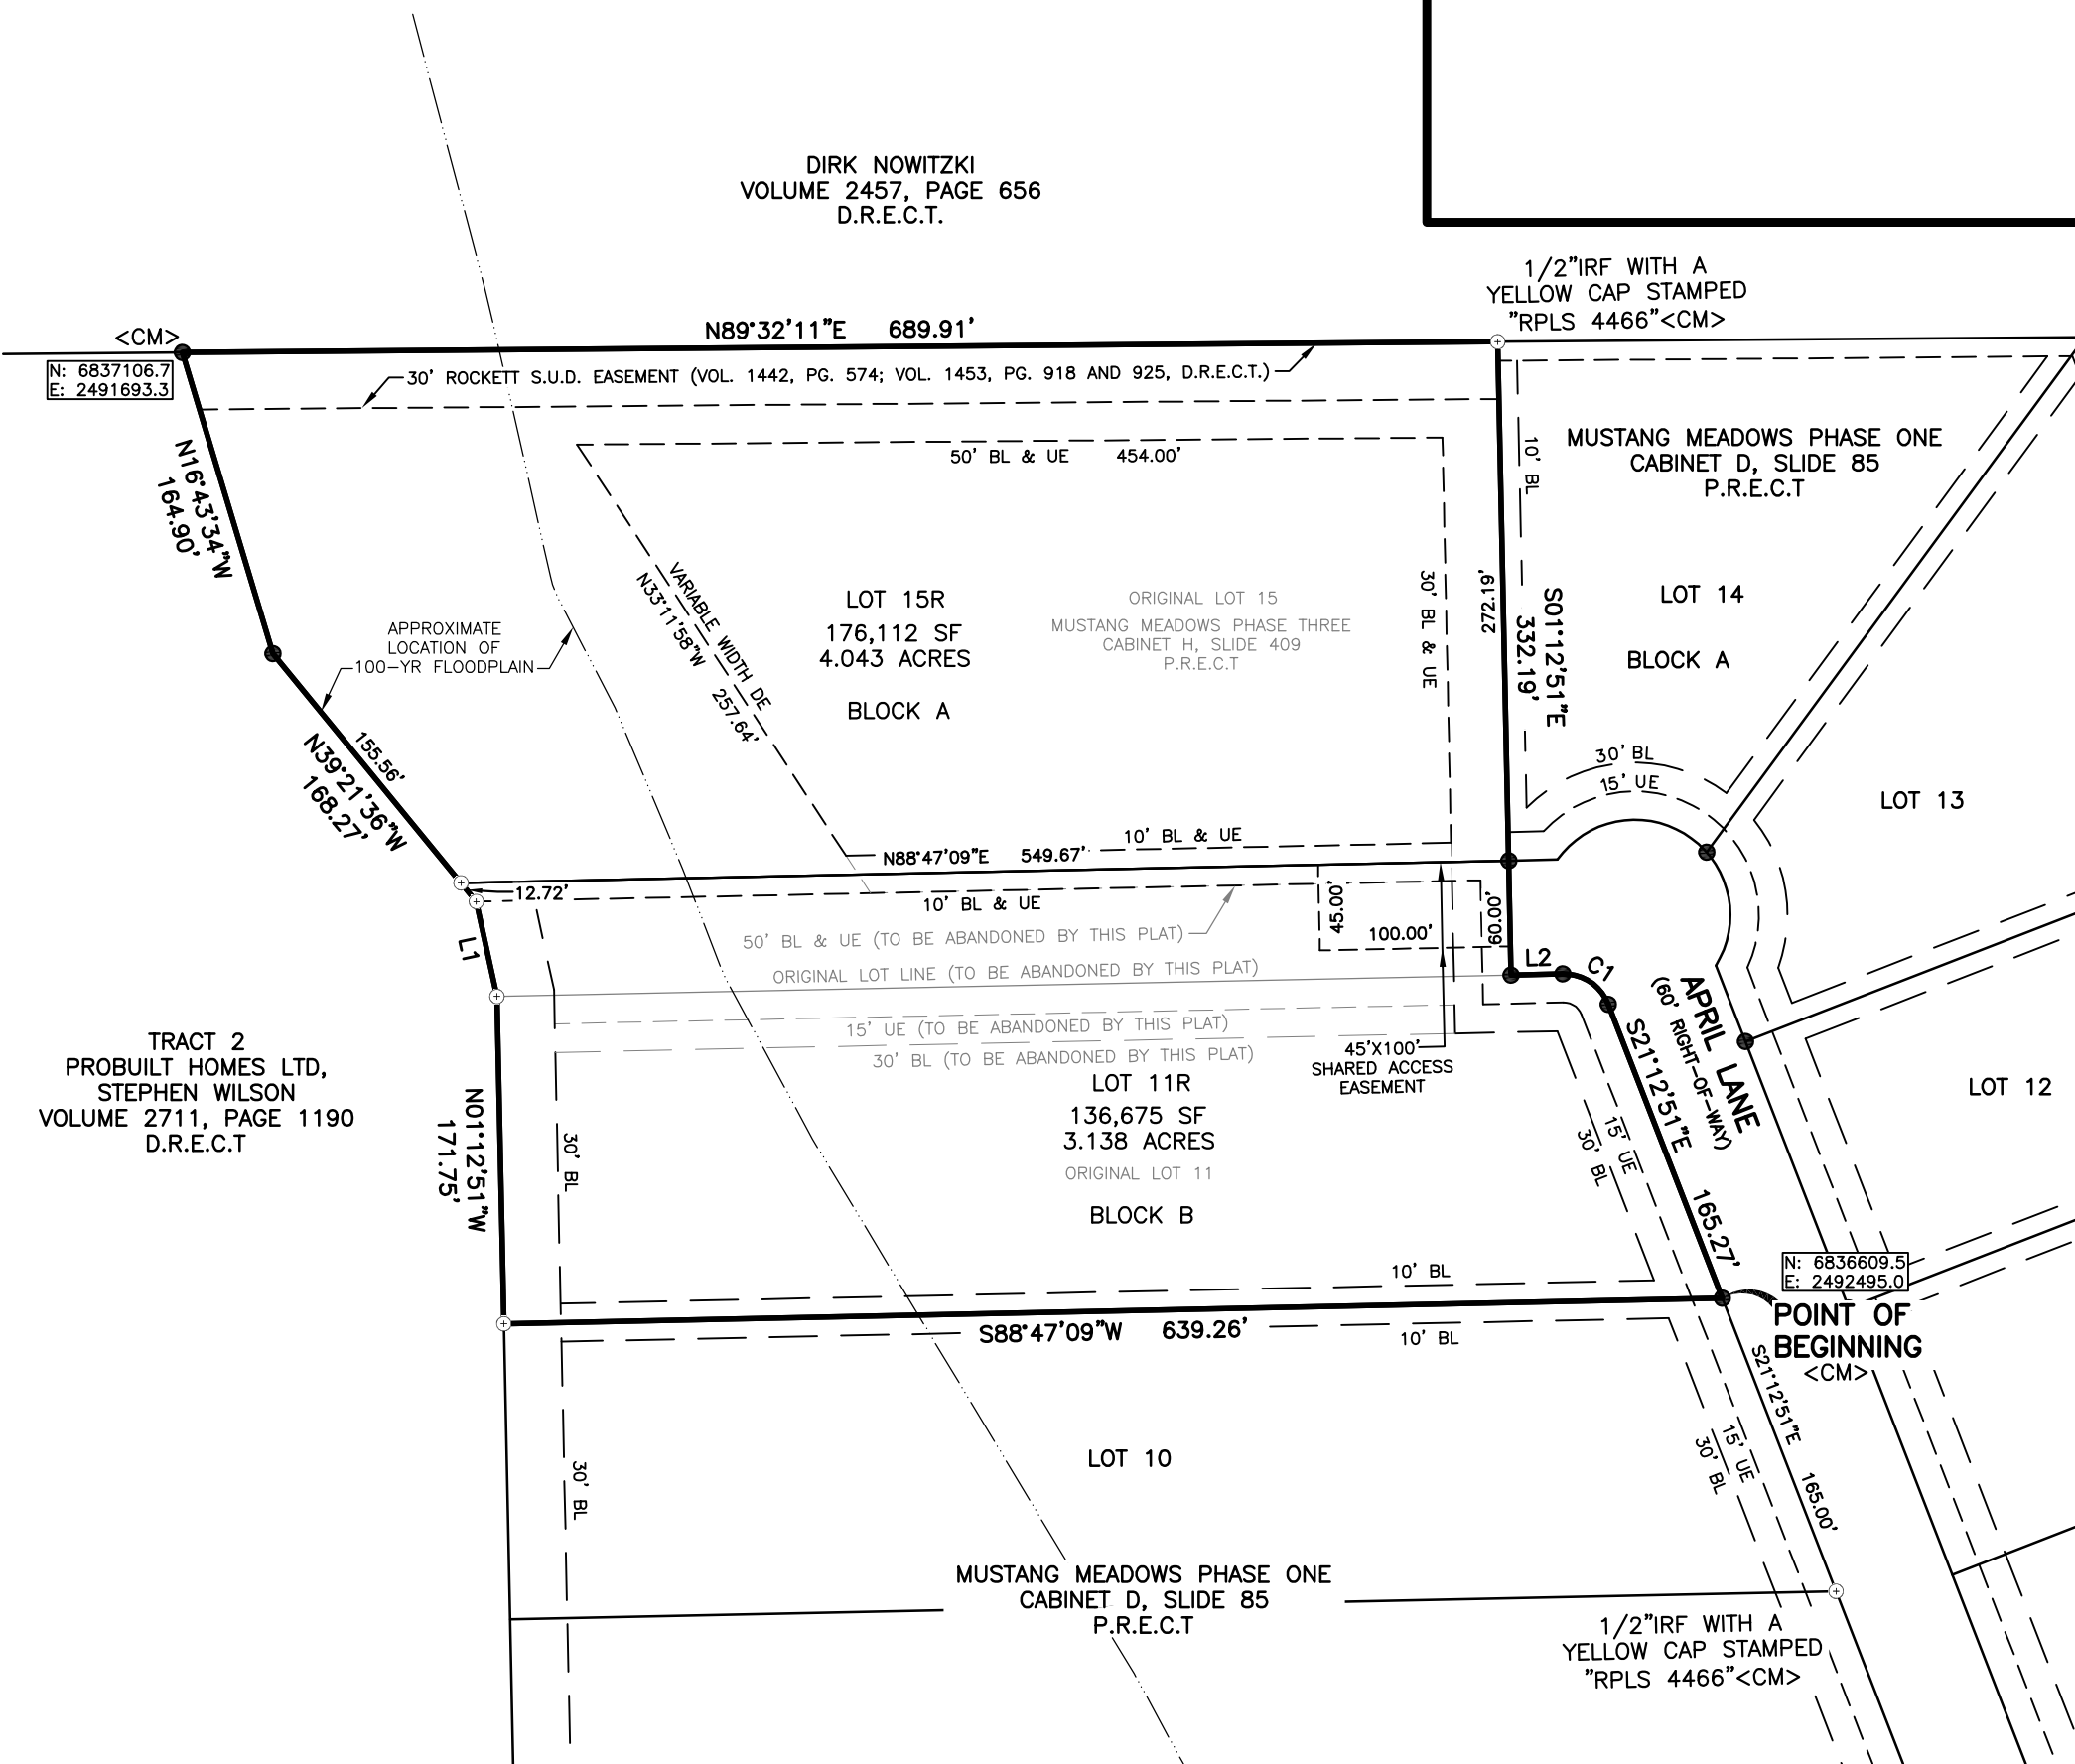 DIRK NOWITZKI
VOLUME 2457, PAGE 656
D.R.E.C.T.
1/2"IRF WITH A
YELLOW CAP STAMPED
"RPLS 4466"<CM>
<CM>
N89°32'11"E 689.91'
N: 6837106.7
E: 2491693.3
30' ROCKETT S.U.D. EASEMENT (VOL. 1442, PG. 574; VOL. 1453, PG. 918 AND 925, D.R.E.C.T.)
50' BL & UE 454.00'
10' BL
MUSTANG MEADOWS PHASE ONE
CABINET D, SLIDE 85
P.R.E.C.T
N16°43'34"W
164.90'
VARIABLE WIDTH DE
N33°11'58"W 257.64'
LOT 15R
176,112 SF
4.043 ACRES
BLOCK A
ORIGINAL LOT 15
MUSTANG MEADOWS PHASE THREE
CABINET H, SLIDE 409
P.R.E.C.T
30' BL & UE
272.19'
S01°12'51"E
332.19'
LOT 14
BLOCK A
APPROXIMATE
LOCATION OF
100-YR FLOODPLAIN
155.56'
N39°21'36"W
168.27'
30' BL
15' UE
LOT 13
10' BL & UE
N88°47'09"E 549.67'
12.72'
10' BL & UE
45.00'
100.00'
60.00'
50' BL & UE (TO BE ABANDONED BY THIS PLAT)
L1
L2
C1
ORIGINAL LOT LINE (TO BE ABANDONED BY THIS PLAT)
APRIL LANE
(60' RIGHT-OF-WAY)
15' UE (TO BE ABANDONED BY THIS PLAT)
30' BL (TO BE ABANDONED BY THIS PLAT)
45'X100'
SHARED ACCESS
EASEMENT
TRACT 2
PROBUILT HOMES LTD,
STEPHEN WILSON
VOLUME 2711, PAGE 1190
D.R.E.C.T
N01°12'51"W
171.75'
30' BL
LOT 11R
136,675 SF
3.138 ACRES
ORIGINAL LOT 11
BLOCK B
S21°12'51"E 165.27'
15' UE
30' BL
LOT 12
10' BL
N: 6836609.5
E: 2492495.0
POINT OF
BEGINNING
<CM>
S88°47'09"W 639.26'
10' BL
S21°12'51"E 165.00'
15' UE
30' BL
30' BL
LOT 10
MUSTANG MEADOWS PHASE ONE
CABINET D, SLIDE 85
P.R.E.C.T
1/2"IRF WITH A
YELLOW CAP STAMPED
"RPLS 4466"<CM>